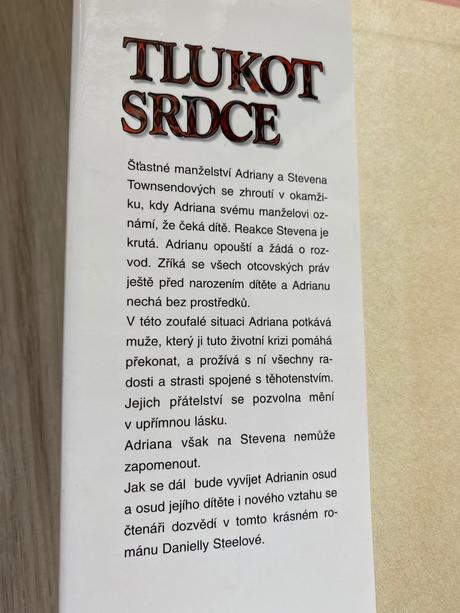 TLUKOT
SRDCE
Šťastné manželství Adriany a Stevena
Townsendových se zhroutí v okamži-
ku, kdy Adriana svému manželovi oz-
námí, že čeká dítě. Reakce Stevena je
krutá. Adrianu opouští a žádá o roz-
vod. Zříká se všech otcovských práv
ještě před narozením dítěte a Adrianu
nechá bez prostředků.
V této zoufalé situaci Adriana potkává
muže, který ji tuto životní krizi pomáhá
překonat, a prožívá s ní všechny ra-
dosti a strasti spojené s těhotenstvím.
Jejich přátelství se pozvolna mění
v upřímnou lásku.
Adriana však na Stevena nemůže
zapomenout.
Jak se dál bude vyvíjet Adrianin osud
a osud jejího dítěte i nového vztahu se
čtenáři dozvědí v tomto krásném ro-
mánu Danielly Steelové.